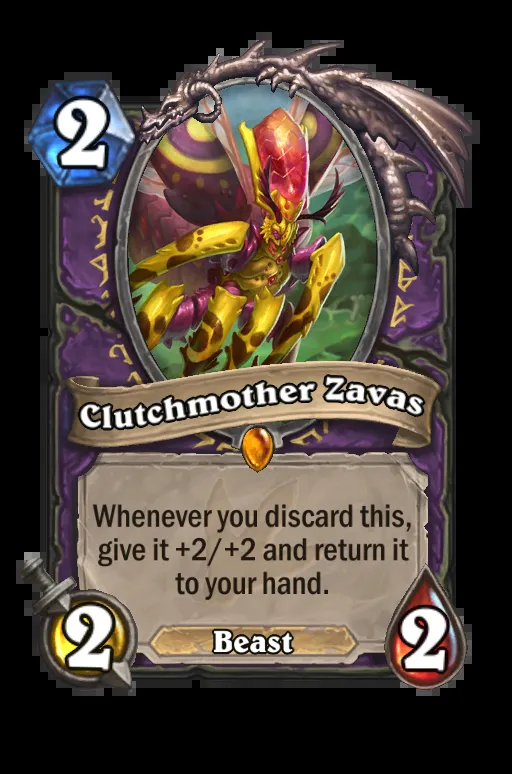 2
Clutchmother Zavas
Whenever you discard this,
give it +2/+2 and return it
to your hand.
2
Beast
2